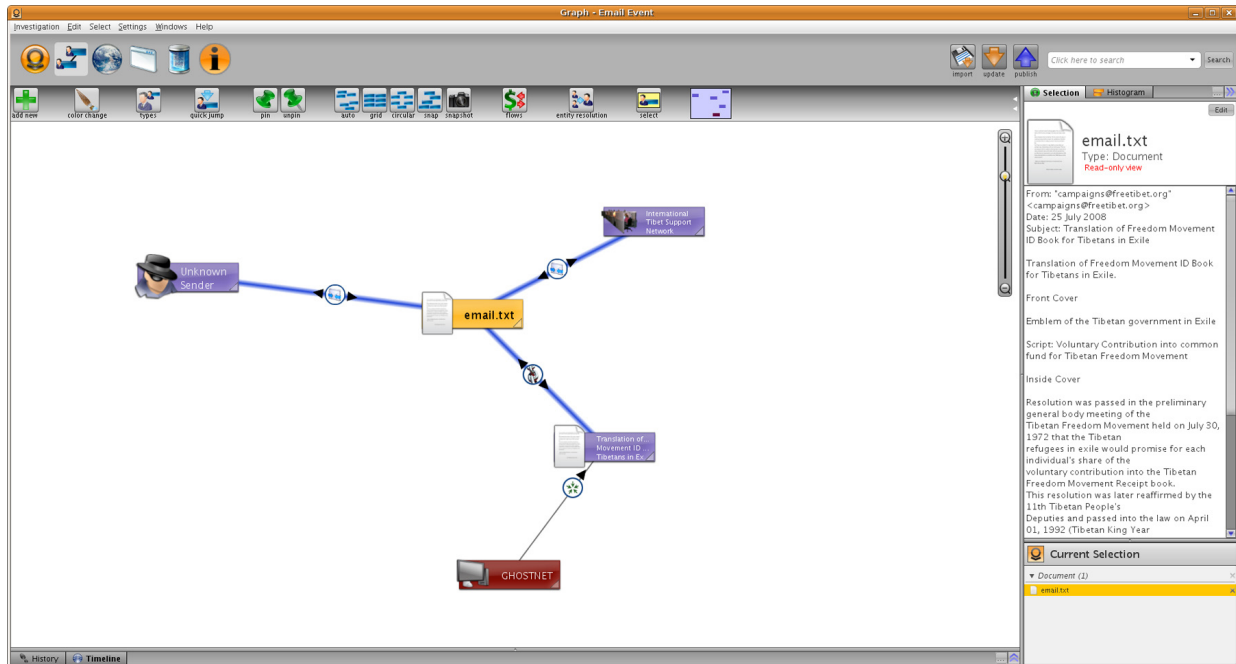 Graph - Email Event
Investigation Edit Select Settings Windows Help
import update publish
Click here to search
Search
add new color change types quick jump pin unpin auto grid circular snap snapshot flows entity resolution select
Selection Histogram
Edit
email.txt
Type: Document
Read-only view
From: "campaigns@freetibet.org"
<campaigns@freetibet.org>
Date: 25 July 2008
Subject: Translation of Freedom Movement
ID Book for Tibetans in Exile
Translation of Freedom Movement ID Book
for Tibetans in Exile.
Front Cover
Emblem of the Tibetan government in Exile
Script: Voluntary Contribution into common
fund for Tibetan Freedom Movement
Inside Cover
Resolution was passed in the preliminary
general body meeting of the
Tibetan Freedom Movement held on July 30,
1972 that the Tibetan
refugees in exile would promise for each
individual's share of the
voluntary contribution into the Tibetan
Freedom Movement Receipt book.
This resolution was later reaffirmed by the
11th Tibetan People's
Deputies and passed into the law on April
01, 1992 (Tibetan King Year
International
Tibet Support
Network
Unknown
Sender
email.txt
Translation of...
Movement ID ...
Tibetans in Ex...
GHOSTNET
Current Selection
Document (1)
email.txt
History Timeline